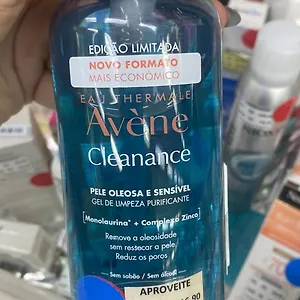 EDIÇÃO LIMITADA
NOVO FORMATO
MAIS ECONÔMICO
EAU THERMALE
Avène
Cleanance
PELE OLEOSA E SENSÍVEL
GEL DE LIMPEZA PURIFICANTE
[Monolaurina* + Complexo Zinco]
Remove a oleosidade
sem ressecar a pele
Reduz os poros
Sem sabão / Sem álcool
APROVEITE